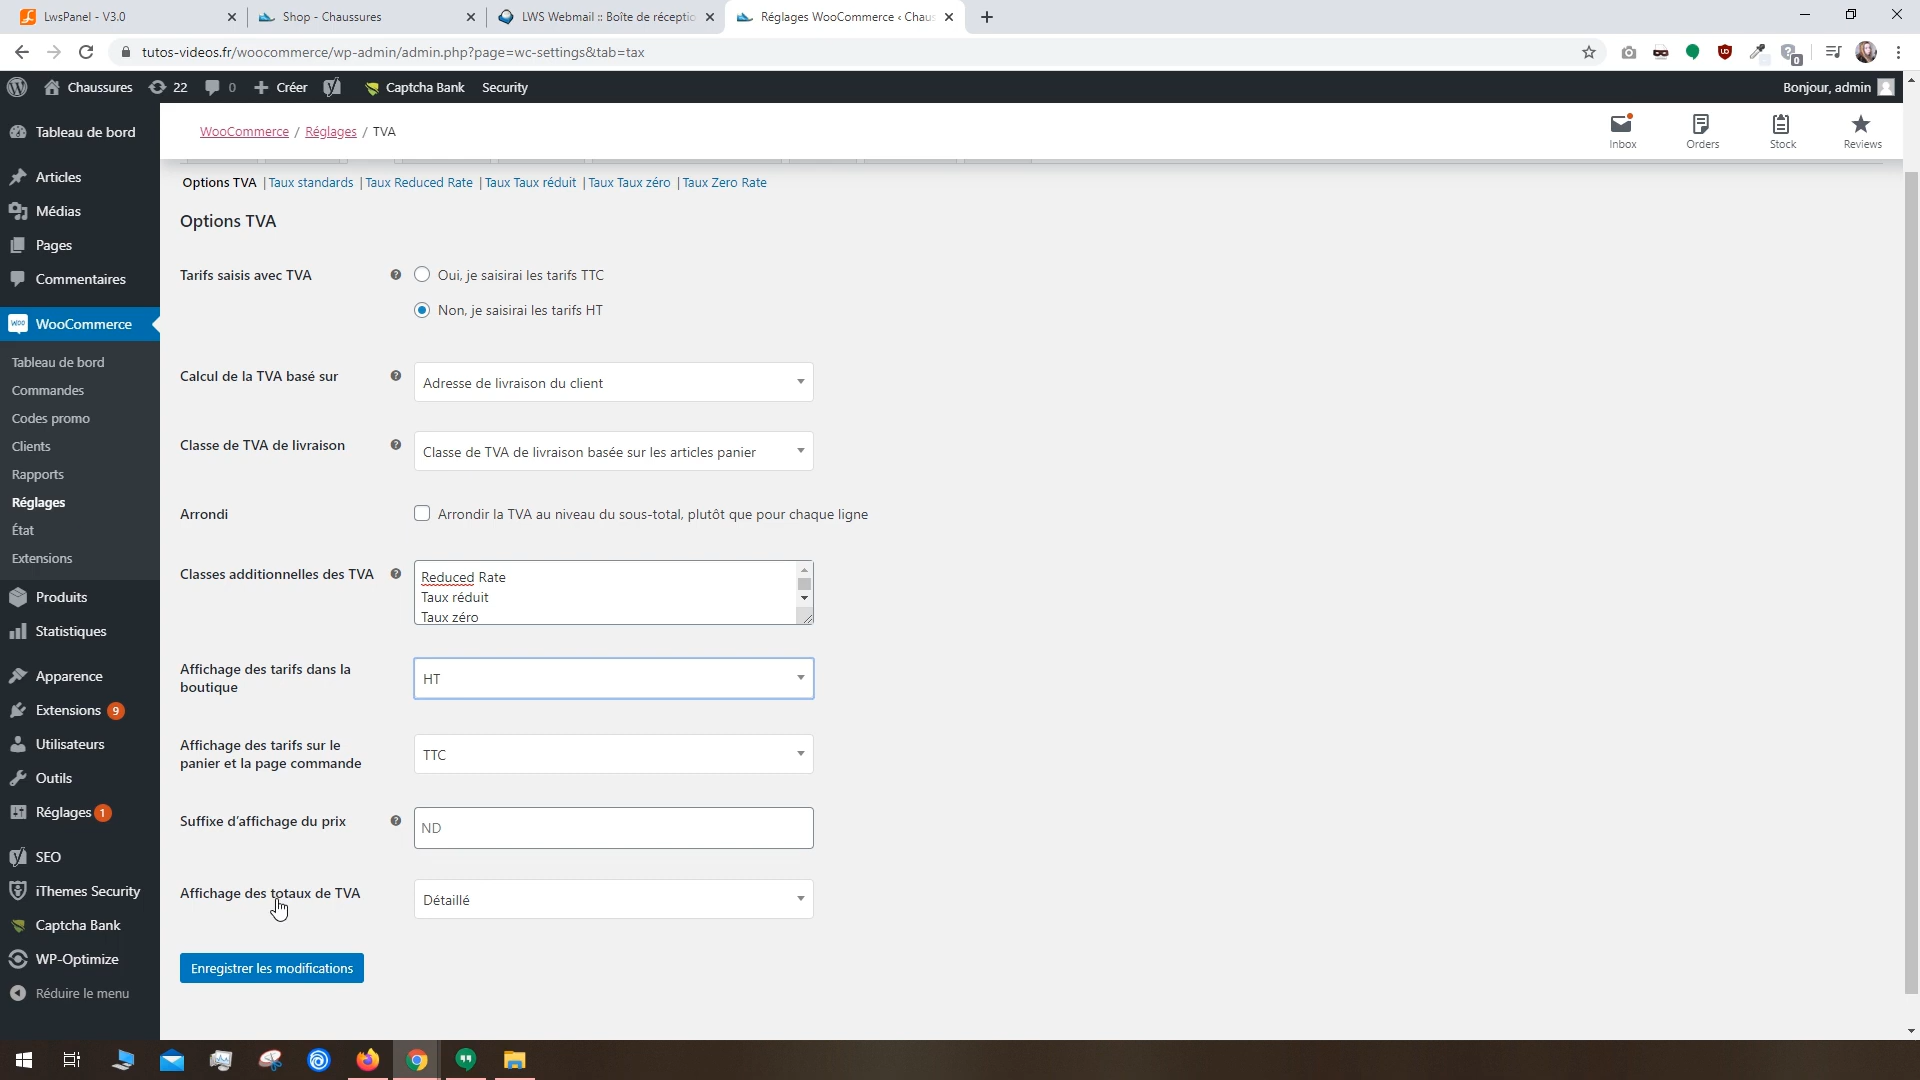 LwsPanel - V3.0
Shop - Chaussures
LWS Webmail :: Boîte de réceptio
Réglages WooCommerce ‹ Chaus
tutos-videos.fr/woocommerce/wp-admin/admin.php?page=wc-settings&tab=tax
0
Chaussures
22
0
Créer
Captcha Bank
Security
Bonjour, admin
Tableau de bord
Articles
Médias
Pages
Commentaires
WooCommerce
Tableau de bord
Commandes
Codes promo
Clients
Rapports
Réglages
État
Extensions
Produits
Statistiques
Apparence
Extensions 9
Utilisateurs
Outils
Réglages 1
SEO
iThemes Security
Captcha Bank
WP-Optimize
Réduire le menu
WooCommerce / Réglages / TVA
Inbox
Orders
Stock
Reviews
Options TVA | Taux standards | Taux Reduced Rate | Taux Taux réduit | Taux Taux zéro | Taux Zero Rate
Options TVA
Tarifs saisis avec TVA
Oui, je saisirai les tarifs TTC
Non, je saisirai les tarifs HT
Calcul de la TVA basé sur
Adresse de livraison du client
Classe de TVA de livraison
Classe de TVA de livraison basée sur les articles panier
Arrondi
Arrondir la TVA au niveau du sous-total, plutôt que pour chaque ligne
Classes additionnelles des TVA
Reduced Rate
Taux réduit
Taux zéro
Affichage des tarifs dans la
boutique
HT
Affichage des tarifs sur le
panier et la page commande
TTC
Suffixe d'affichage du prix
ND
Affichage des totaux de TVA
Détaillé
Enregistrer les modifications